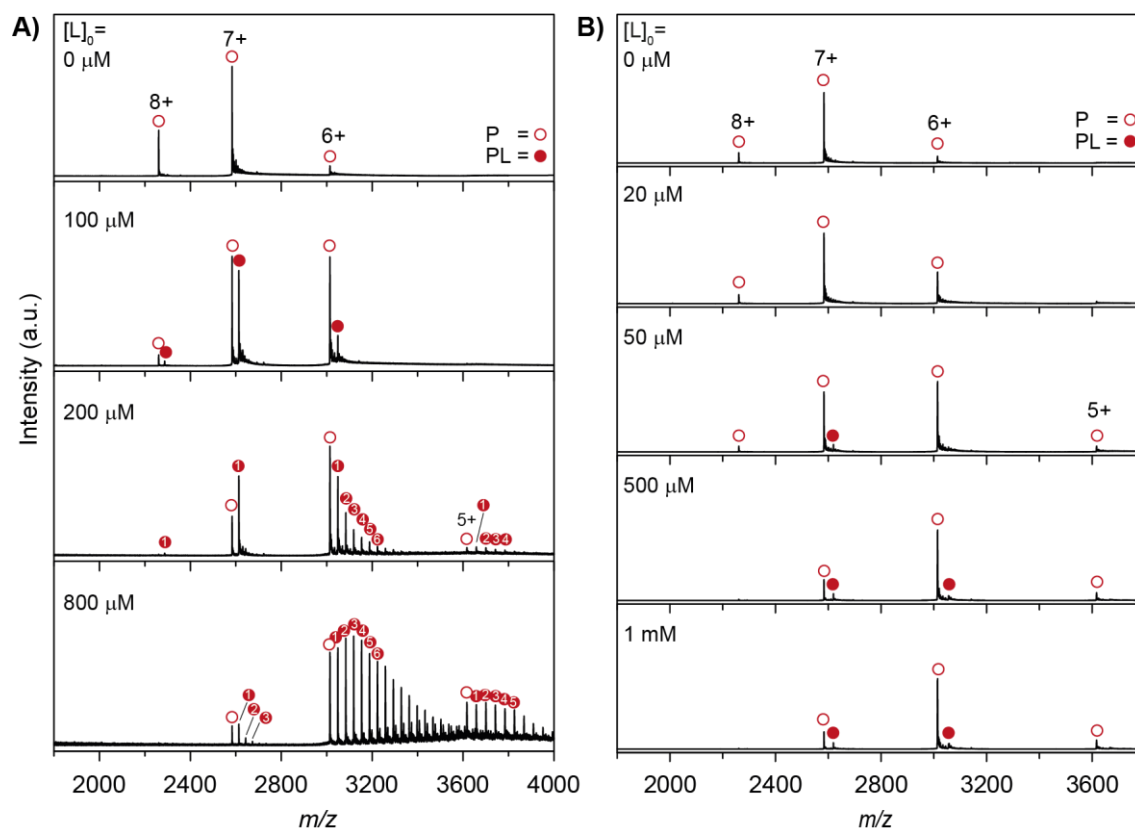 A)
[L]₀=
0 μM
8+
7+
6+
P = ○
PL = ●
100 μM
200 μM
1
1
1
2
3
4
5
6
5+
1
2 3 4
800 μM
1
2
3
1
2
3
4
5
6
1 2 3 4 5
2000 2400 2800 3200 3600 4000
m/z
Intensity (a.u.)
B)
[L]₀=
0 μM
8+
7+
6+
P = ○
PL = ●
20 μM
50 μM
5+
500 μM
1 mM
2000 2400 2800 3200 3600
m/z